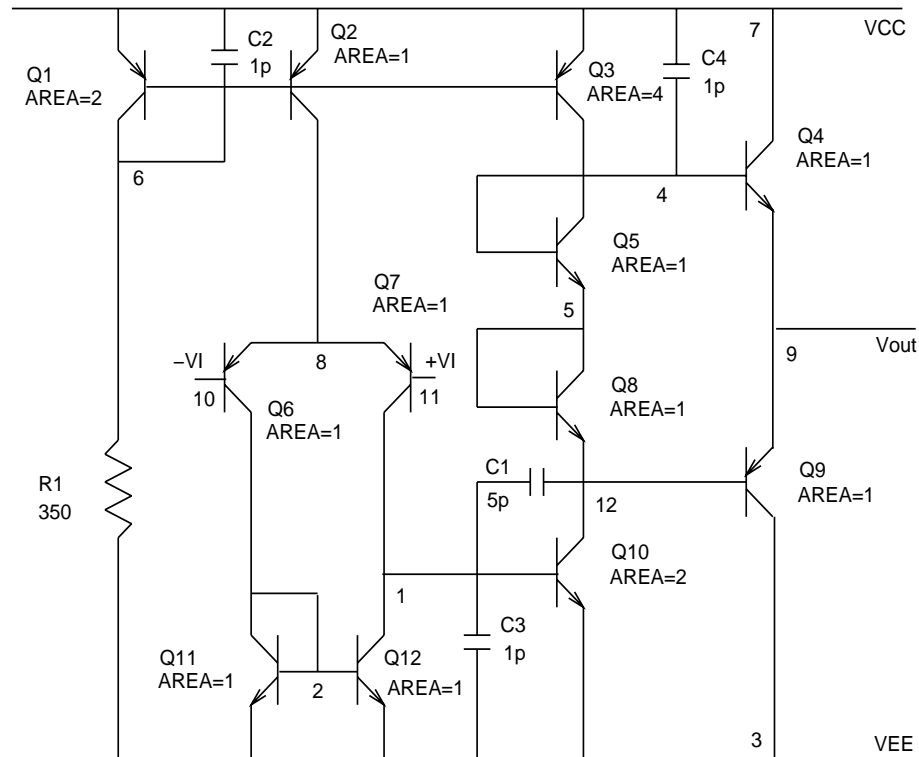 VCC
7
C2
1p
Q2
AREA=1
Q1
AREA=2
Q3
AREA=4
C4
1p
Q4
AREA=1
6
4
Q5
AREA=1
Q7
AREA=1
5
8
9
Vout
–VI
+VI
10
11
Q6
AREA=1
Q8
AREA=1
R1
350
C1
5p
12
Q9
AREA=1
Q10
AREA=2
1
C3
1p
Q11
AREA=1
2
Q12
AREA=1
3
VEE